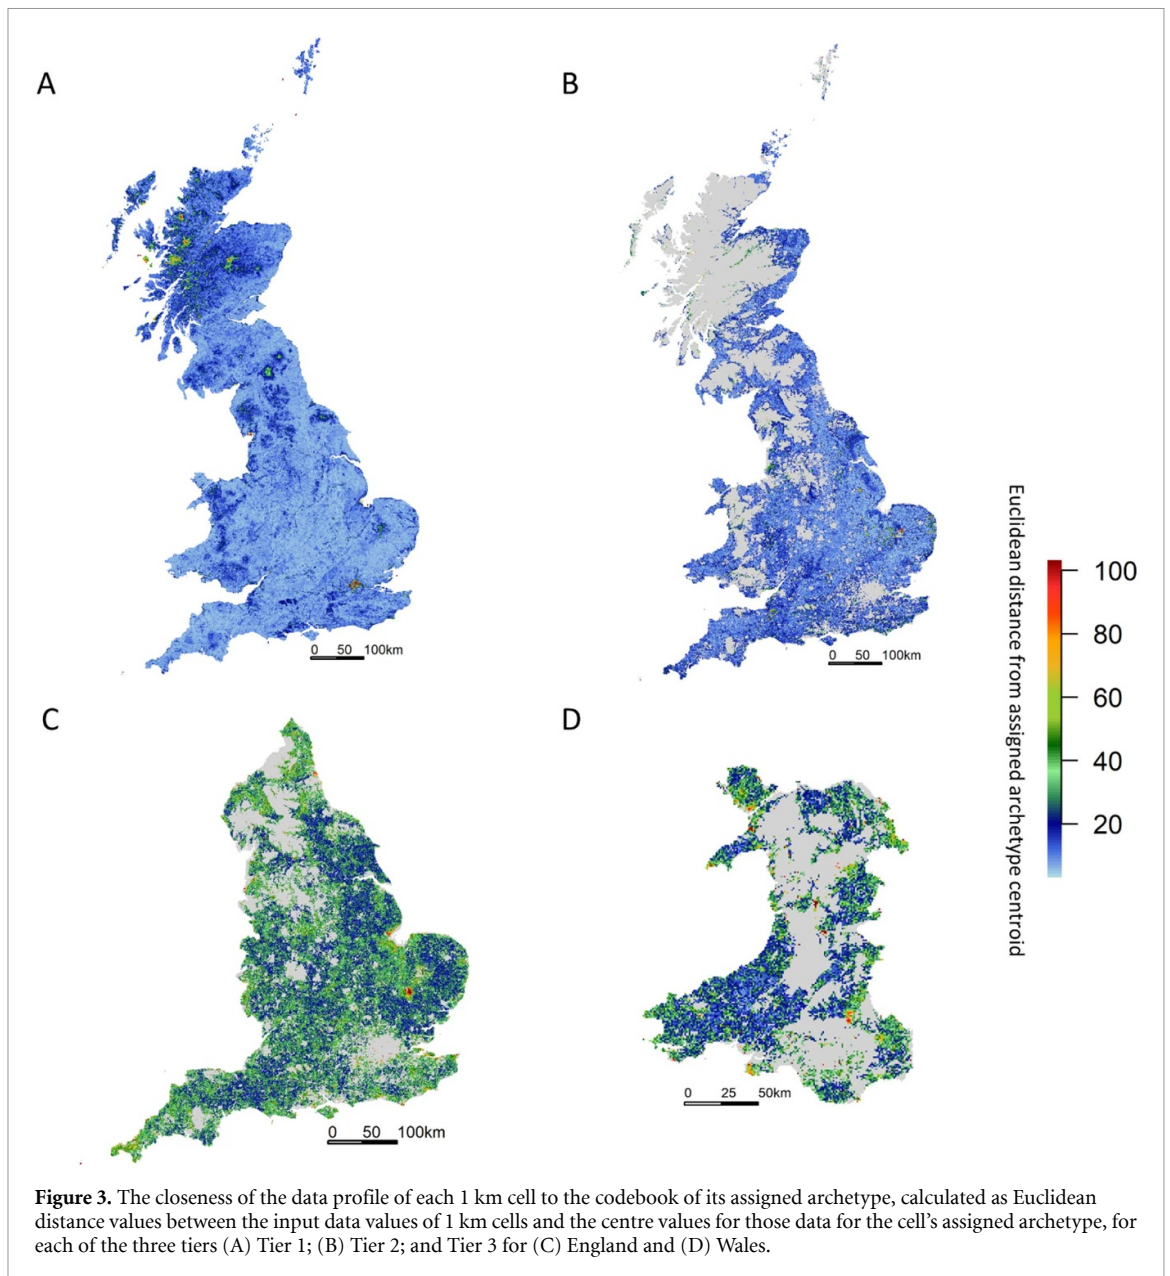 A
B
0 50 100km
0 50 100km
C
D
0 50 100km
0 25 50km
Euclidean distance from assigned archetype centroid
100
80
60
40
20
Figure 3. The closeness of the data profile of each 1 km cell to the codebook of its assigned archetype, calculated as Euclidean
distance values between the input data values of 1 km cells and the centre values for those data for the cell's assigned archetype, for
each of the three tiers (A) Tier 1; (B) Tier 2; and Tier 3 for (C) England and (D) Wales.